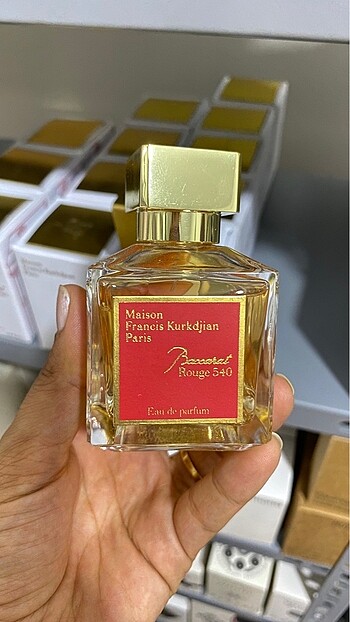 Maison
Francis Kurkdjian
Paris
Baccarat
Rouge 540
Eau de parfum